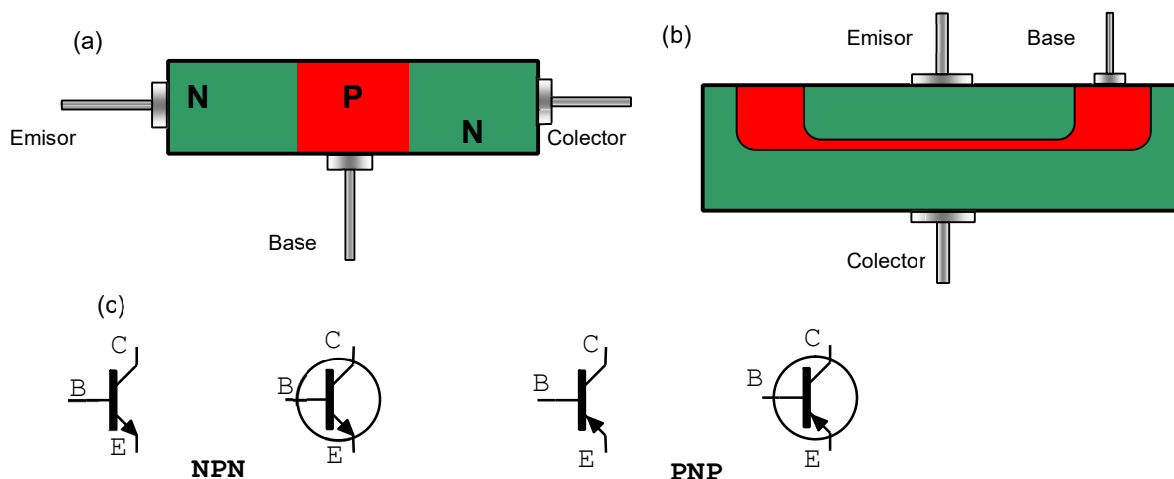 (a)
N
P
N
Emisor
Colector
Base
(b)
Emisor
Base
Colector
(c)
C
B
E
C
B
E
NPN
C
B
E
C
B
E
PNP